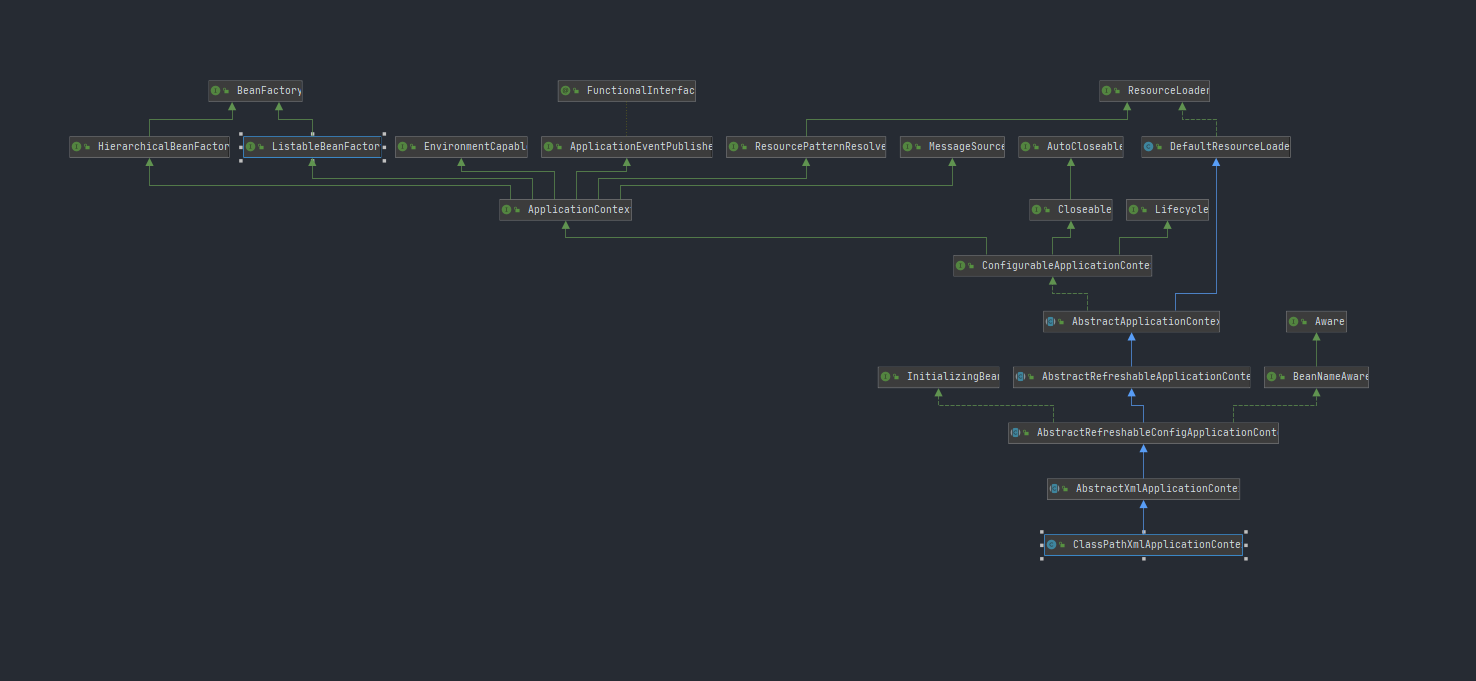 BeanFactory
FunctionalInterfac
ResourceLoader
HierarchicalBeanFactor
ListableBeanFactor
EnvironmentCapabl
ApplicationEventPublishe
ResourcePatternResolve
MessageSource
AutoCloseable
DefaultResourceLoade
ApplicationContex
Closeable
Lifecycle
ConfigurableApplicationConte
AbstractApplicationContex
Aware
InitializingBea
AbstractRefreshableApplicationConte
BeanNameAware
AbstractRefreshableConfigApplicationCont
AbstractXmlApplicationConte
ClassPathXmlApplicationConte